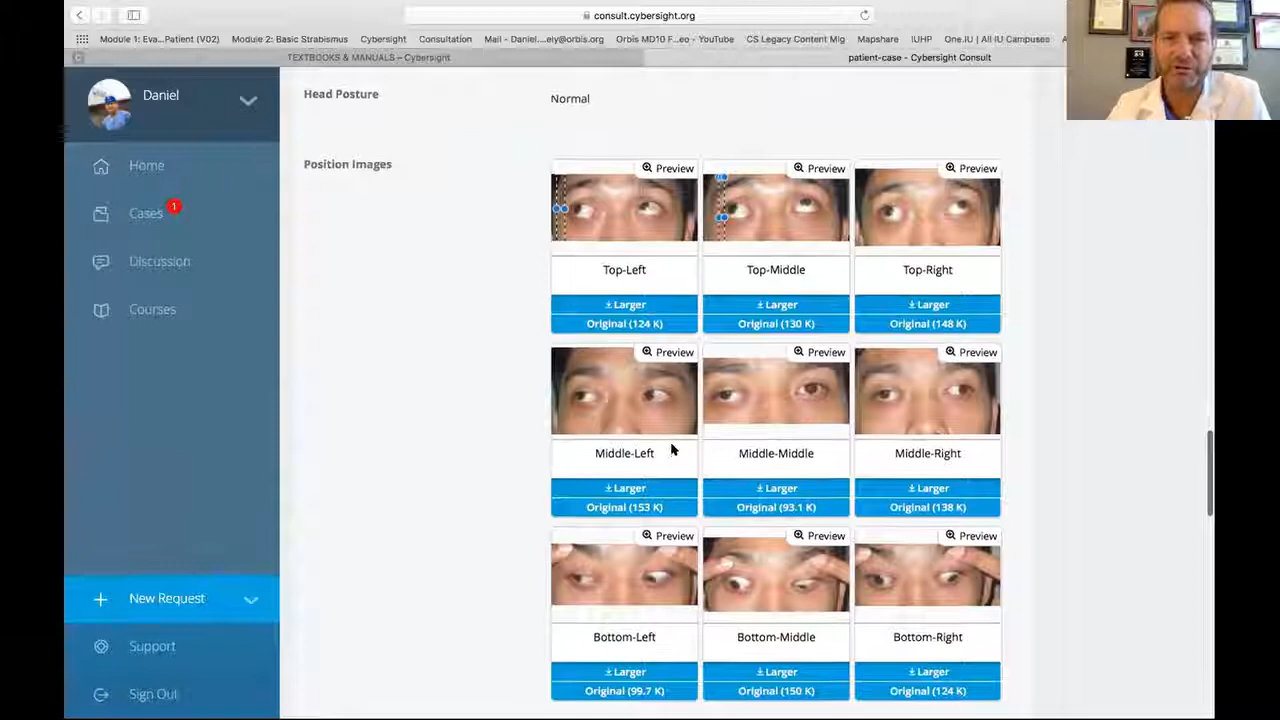 consult.cybersight.org
Module 1: Eva...Patient (V02) Module 2: Basic Strabismus Cybersight Consultation Mail - Daniel....ely@orbis.org Orbis MD10 F...eo - YouTube CS Legacy Content Mig Mapshare IUHP One.IU | All IU Campuses
TEXTBOOKS & MANUALS – Cybersight patient-case - Cybersight Consult
Daniel
Home
Cases 1
Discussion
Courses
New Request
Support
Sign Out
Head Posture Normal
Position Images
Preview Preview Preview
Top-Left Top-Middle Top-Right
Larger Larger Larger
Original (124 K) Original (130 K) Original (148 K)
Preview Preview Preview
Middle-Left Middle-Middle Middle-Right
Larger Larger Larger
Original (153 K) Original (93.1 K) Original (138 K)
Preview Preview Preview
Bottom-Left Bottom-Middle Bottom-Right
Larger Larger Larger
Original (99.7 K) Original (150 K) Original (124 K)